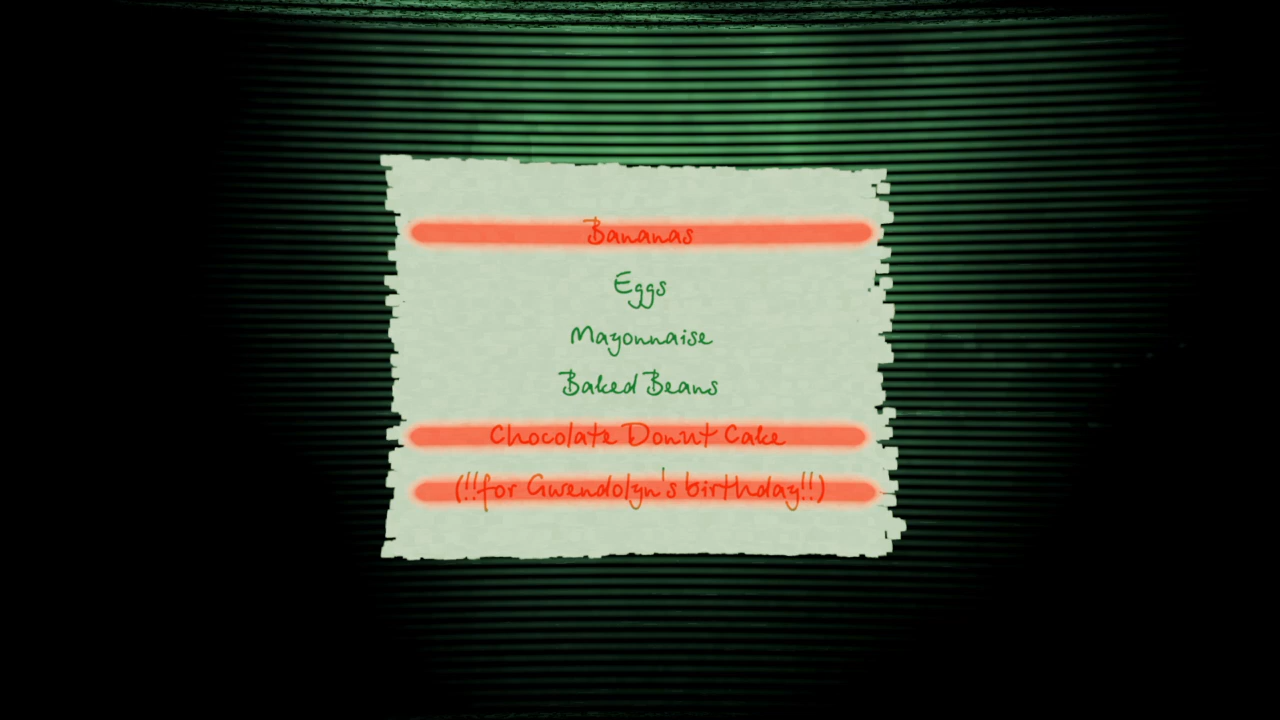 Bananas
Eggs
Mayonnaise
Baked Beans
Chocolate Donut Cake
(!!for Gwendolyn's birthday!!)